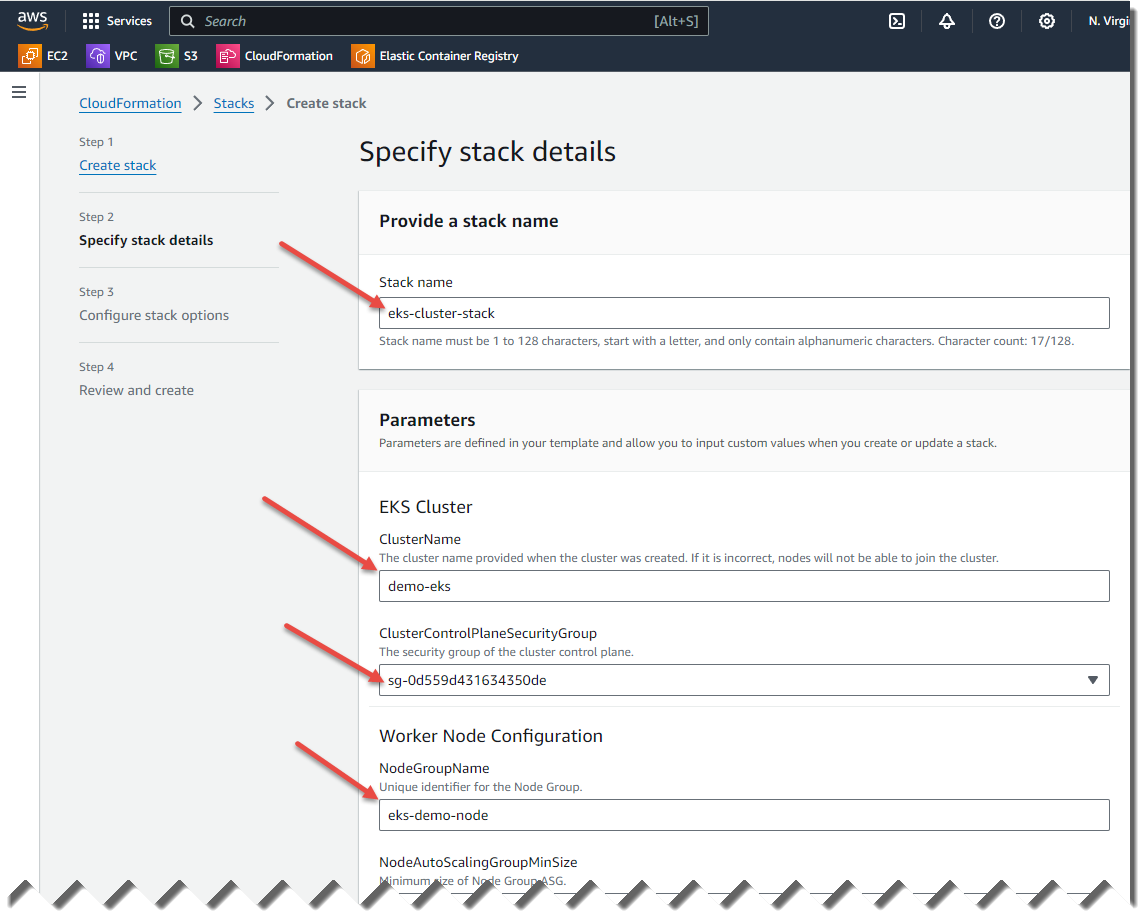 aws Services Search [Alt+S] N. Virgi
EC2 VPC S3 CloudFormation Elastic Container Registry
CloudFormation Stacks Create stack
Step 1
Create stack
Step 2
Specify stack details
Step 3
Configure stack options
Step 4
Review and create
Specify stack details
Provide a stack name
Stack name
eks-cluster-stack
Stack name must be 1 to 128 characters, start with a letter, and only contain alphanumeric characters. Character count: 17/128.
Parameters
Parameters are defined in your template and allow you to input custom values when you create or update a stack.
EKS Cluster
ClusterName
The cluster name provided when the cluster was created. If it is incorrect, nodes will not be able to join the cluster.
demo-eks
ClusterControlPlaneSecurityGroup
The security group of the cluster control plane.
sg-0d559d431634350de
Worker Node Configuration
NodeGroupName
Unique identifier for the Node Group.
eks-demo-node
NodeAutoScalingGroupMinSize
Minimum size of Node Group ASG.